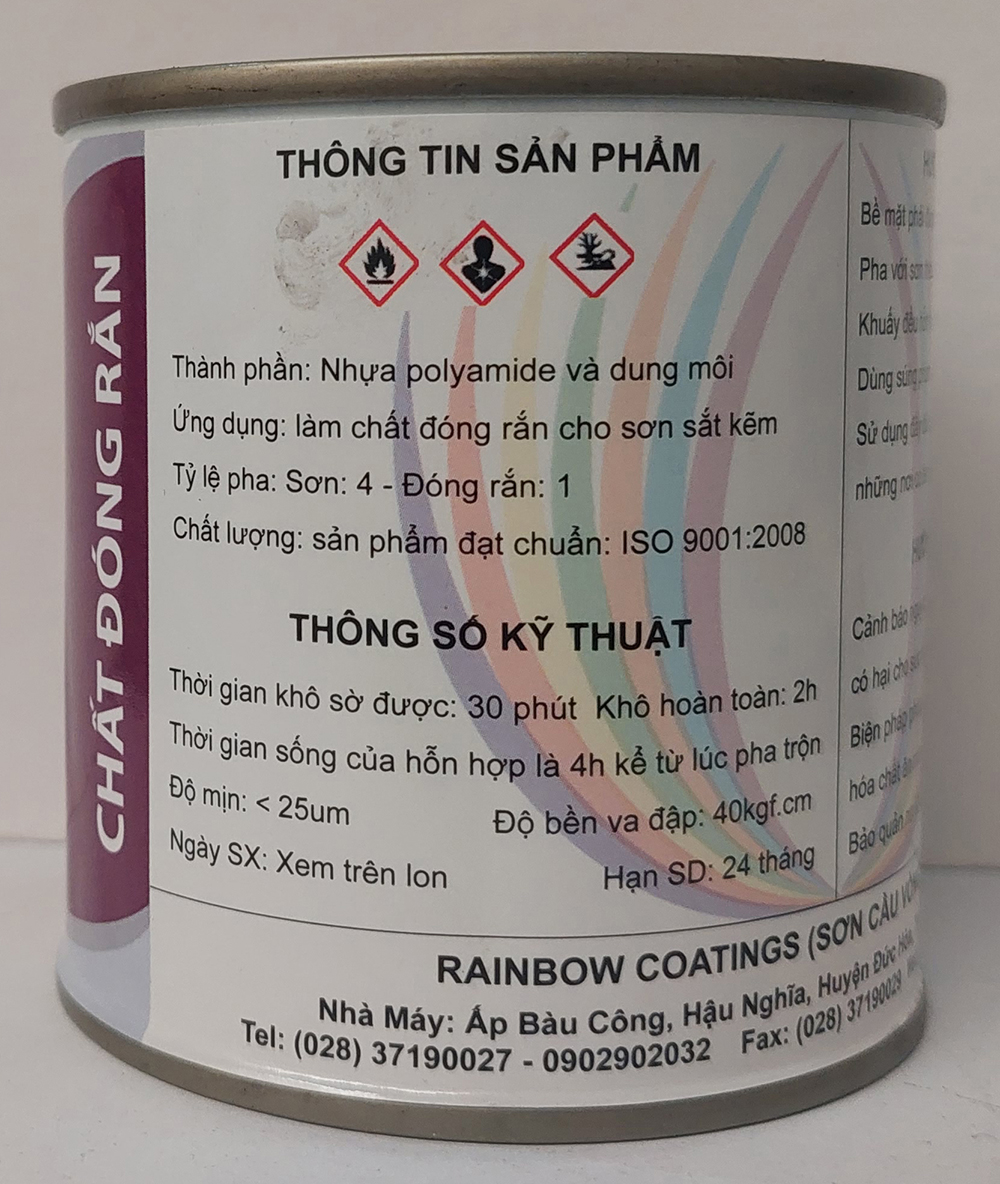 CHẤT ĐÓNG RẮN
THÔNG TIN SẢN PHẨM
Thành phần: Nhựa polyamide và dung môi
Ứng dụng: làm chất đóng rắn cho sơn sắt kẽm
Tỷ lệ pha: Sơn: 4 - Đóng rắn: 1
Chất lượng: sản phẩm đạt chuẩn: ISO 9001:2008
THÔNG SỐ KỸ THUẬT
Thời gian khô sờ được: 30 phút Khô hoàn toàn: 2h
Thời gian sống của hỗn hợp là 4h kể từ lúc pha trộn
Độ mịn: < 25um Độ bền va đập: 40kgf.cm
Ngày SX: Xem trên lon Hạn SD: 24 tháng
Bề mặt phải
Pha với sơn
Khuấy đều
Dùng súng
Sử dụng
những nơi
Cảnh báo
có hại cho
Biện pháp
hóa chất
Bảo quản
RAINBOW COATINGS (SƠN CẦU
Nhà Máy: Ấp Bàu Công, Hậu Nghĩa, Huyện Đức Hòa,
Tel: (028) 37190027 - 0902902032 Fax: (028) 37190029